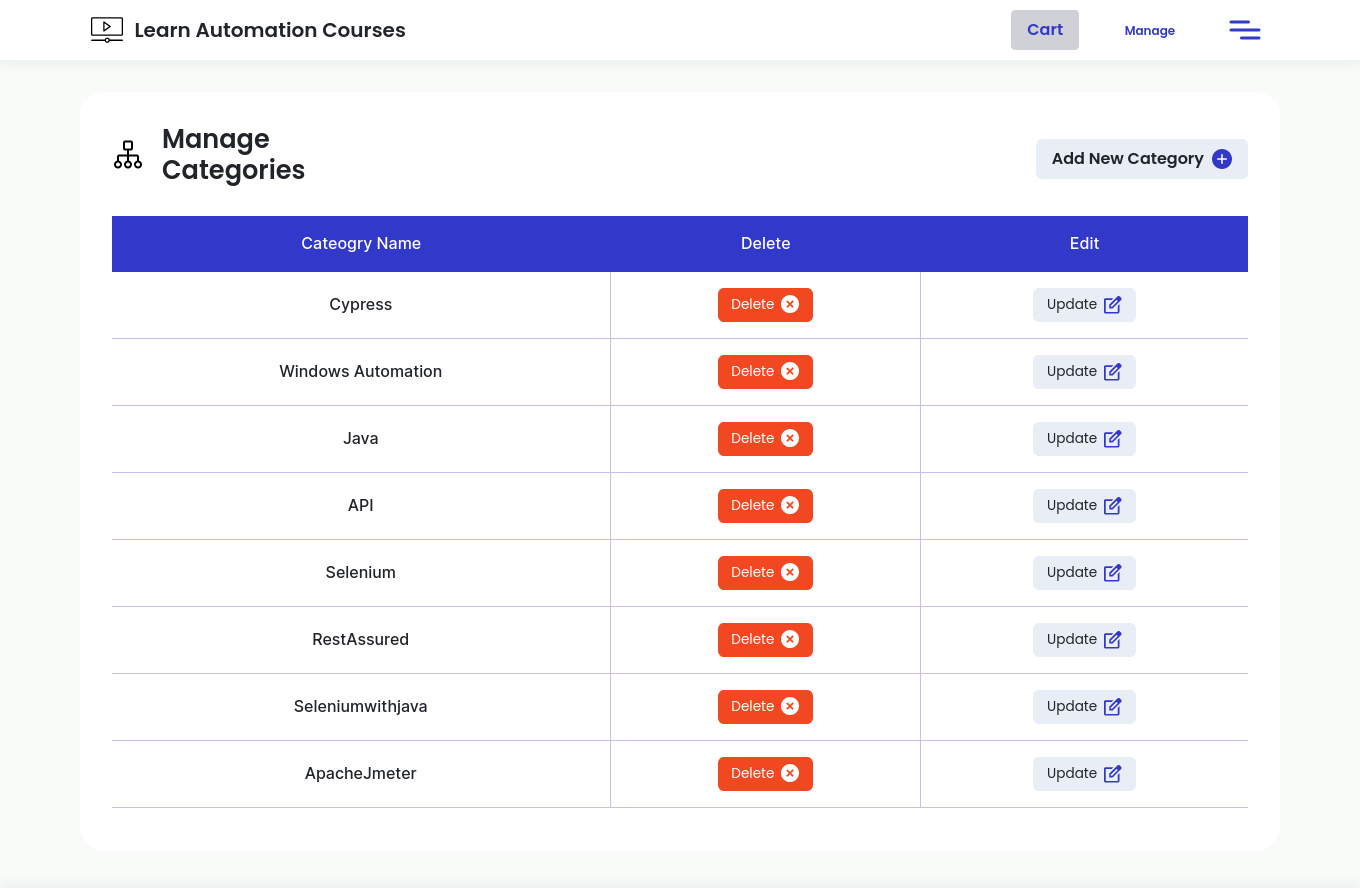 Learn Automation Courses
Cart
Manage
Manage
Categories
Add New Category
Cateogry Name Delete Edit
Cypress Delete Update
Windows Automation Delete Update
Java Delete Update
API Delete Update
Selenium Delete Update
RestAssured Delete Update
Seleniumwithjava Delete Update
ApacheJmeter Delete Update